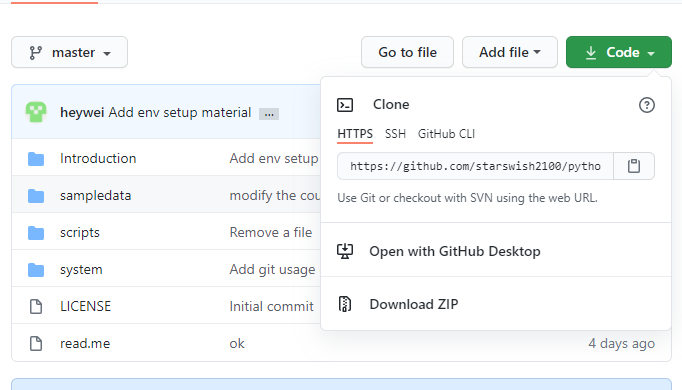 master
Go to file
Add file
Code
heywei Add env setup material ...
Clone
HTTPS SSH GitHub CLI
https://github.com/starswish2100/pytho
Use Git or checkout with SVN using the web URL.
Open with GitHub Desktop
Download ZIP
Introduction Add env setup
sampledata modify the cou
scripts Remove a file
system Add git usage
LICENSE Initial commit
read.me ok 4 days ago